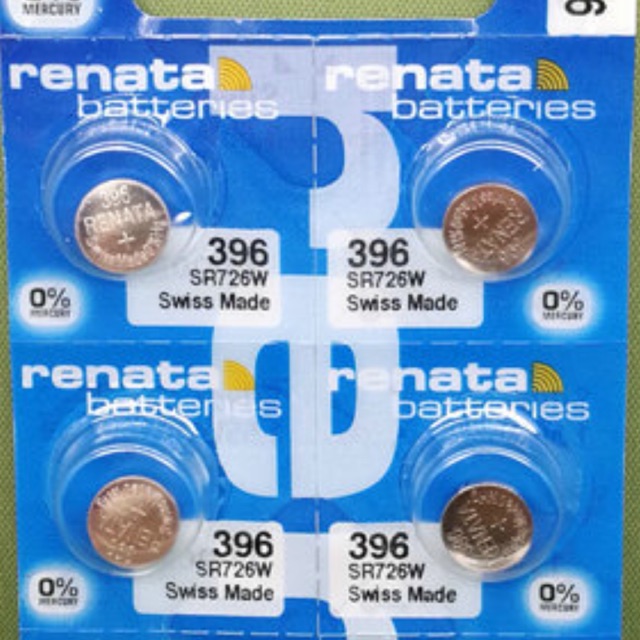 MERCURY
renata
batteries
renata
batteries
396
RENATA
+
396
SR726W
Swiss Made
0%
MERCURY
396
SR726W
Swiss Made
0%
MERCURY
renata
batteries
renata
batteries
396
SR726W
Swiss Made
0%
MERCURY
396
SR726W
Swiss Made
0%
MERCURY